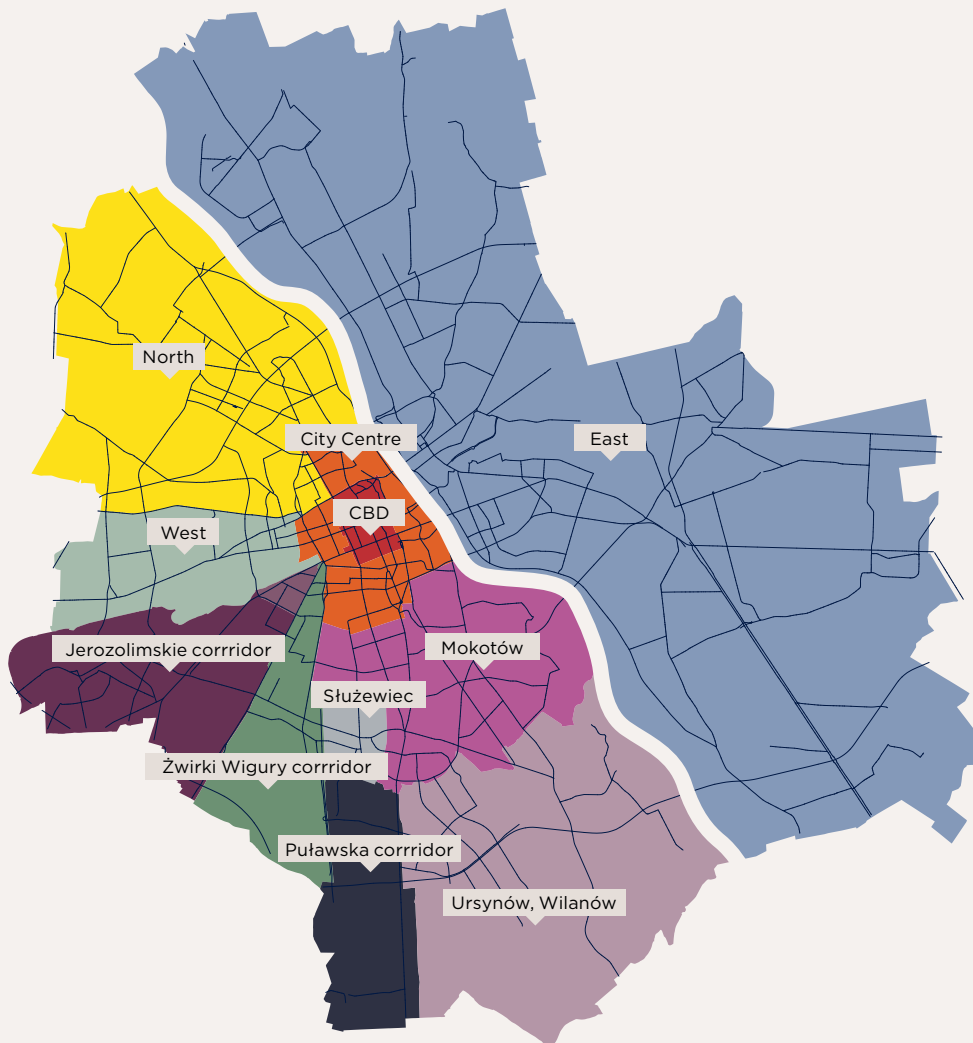 North
City Centre
East
CBD
West
Jerozolimskie corrridor
Mokotów
Służewiec
Żwirki Wigury corrridor
Puławska corrridor
Ursynów, Wilanów